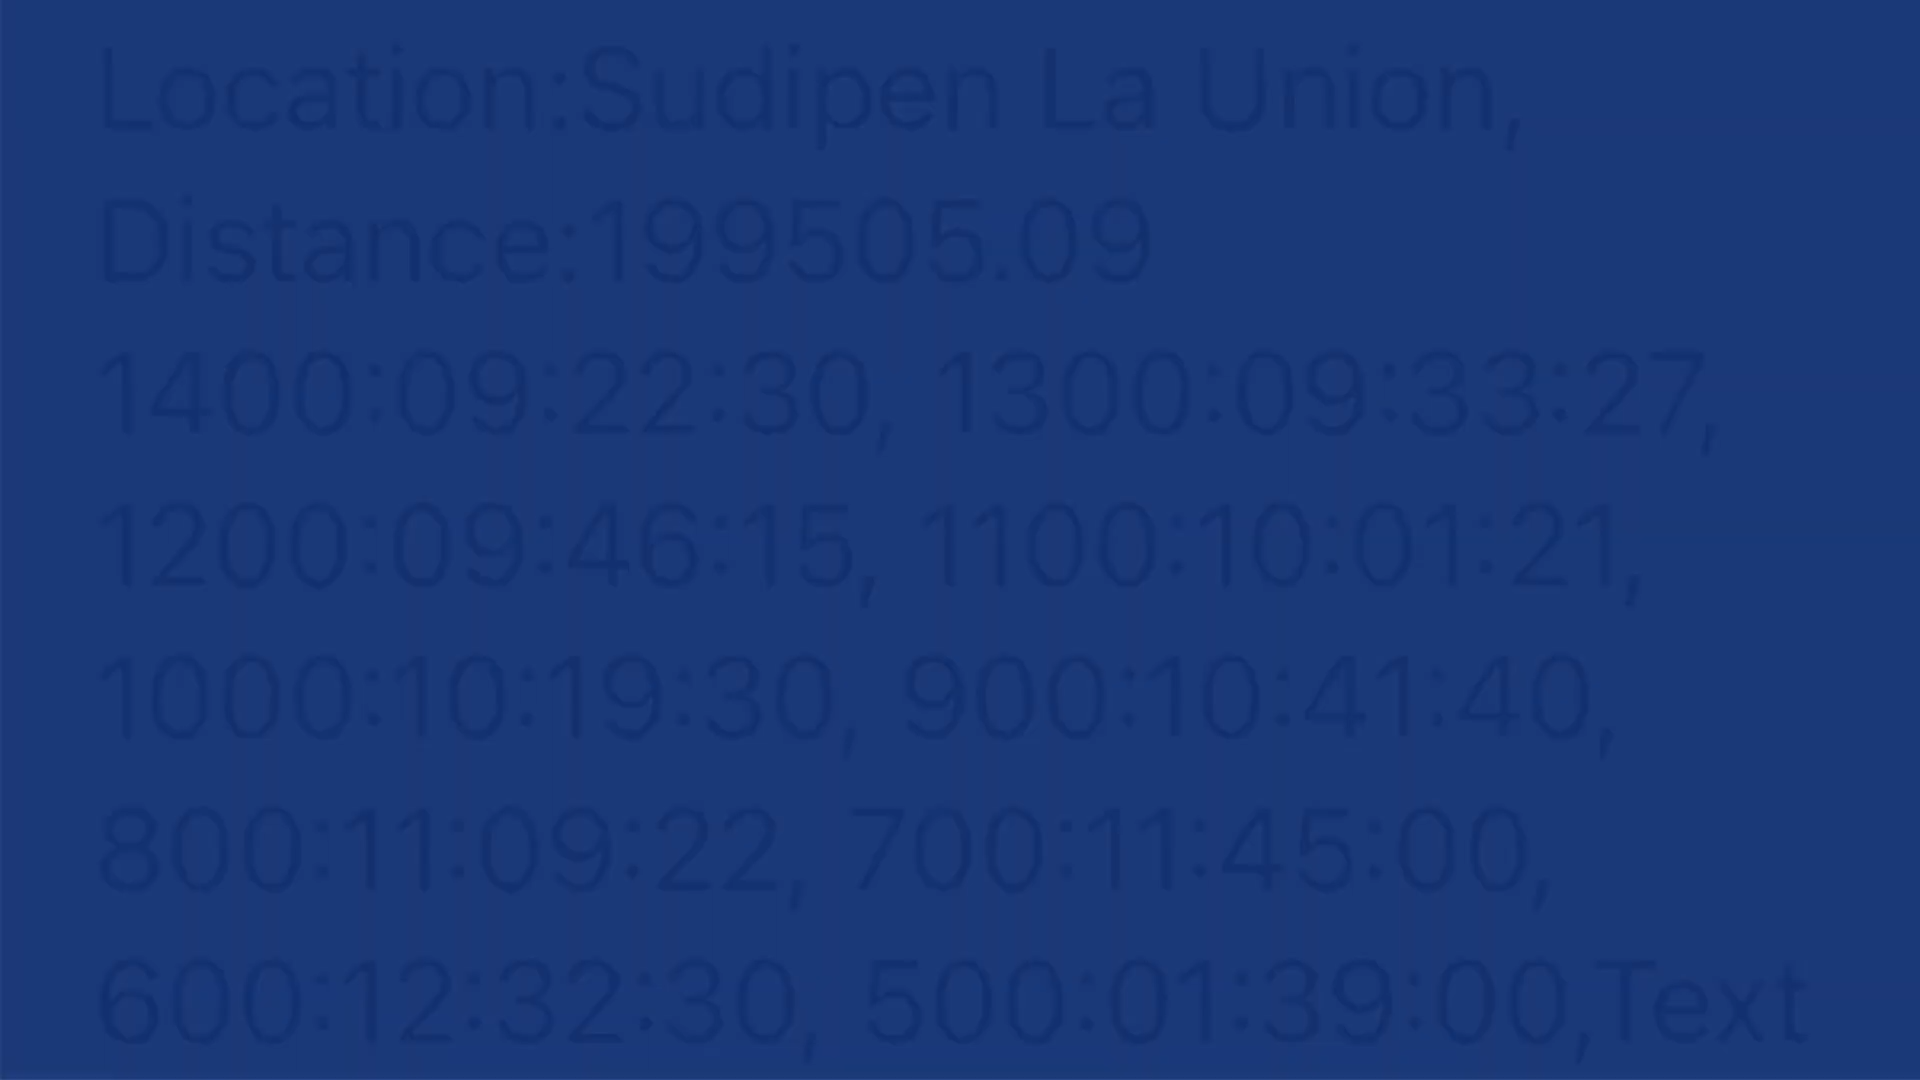 Location:Sudipen La Union,
Distance:199505.09
1400:09:22:30, 1300:09:33:27,
1200:09:46:15, 1100:10:01:21,
1000:10:19:30, 900:10:41:40,
800:11:09:22, 700:11:45:00,
600:12:32:30, 500:01:39:00,Text